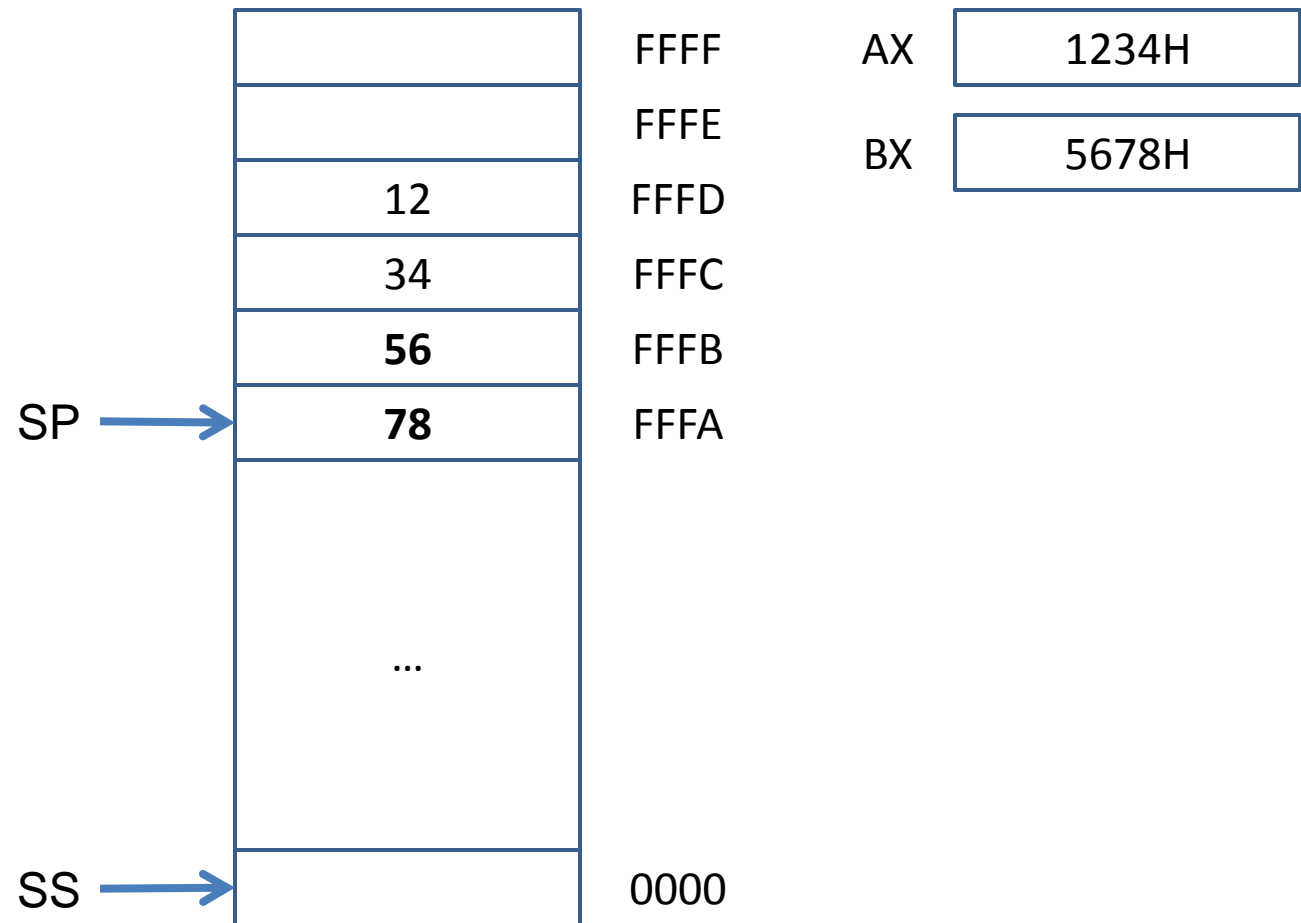 FFFF AX 1234H
FFFE
BX 5678H
12 FFFD
34 FFFC
56 FFFB
SP 78 FFFA
...
SS 0000